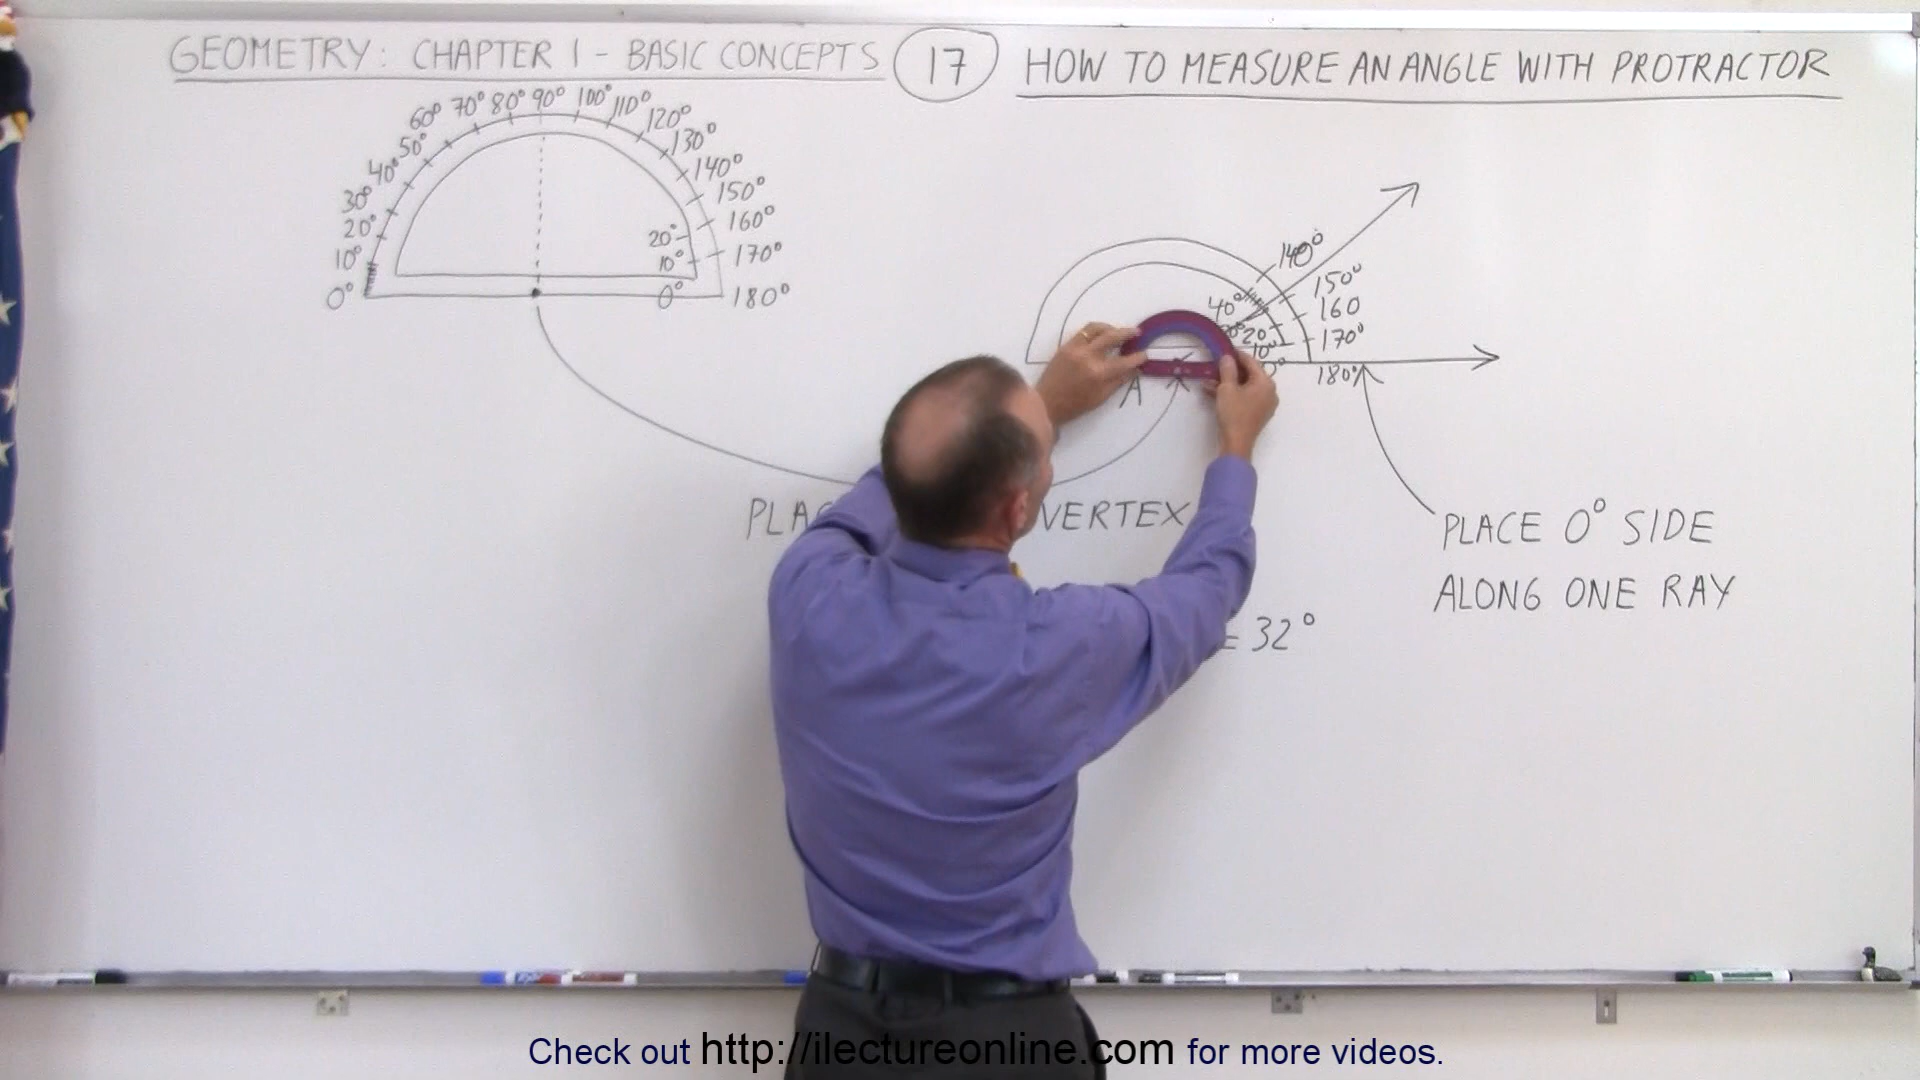 GEOMETRY: CHAPTER 1 - BASIC CONCEPTS 17 HOW TO MEASURE AN ANGLE WITH PROTRACTOR
0° 10° 20° 30° 40° 50° 60° 70° 80° 90° 100° 110° 120° 130° 140° 150° 160° 170° 180°
20°
10°
0°
140°
150°
160
170°
180°
40°
20
10°
A
VERTEX
PLACE 0° SIDE
ALONG ONE RAY
= 32°
Check out http://ilectureonline.com for more videos.